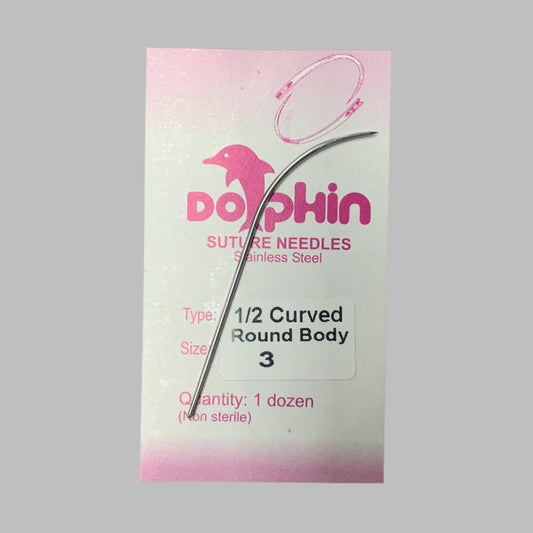 DOLPHIN
SUTURE NEEDLES
Stainless Steel
Type: 1/2 Curved
Round Body
Size: 3
Quantity: 1 dozen
(Non sterile)